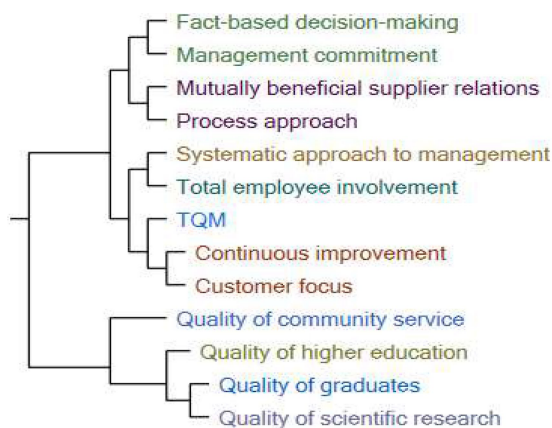 Fact-based decision-making
Management commitment
Mutually beneficial supplier relations
Process approach
Systematic approach to management
Total employee involvement
TQM
Continuous improvement
Customer focus
Quality of community service
Quality of higher education
Quality of graduates
Quality of scientific research